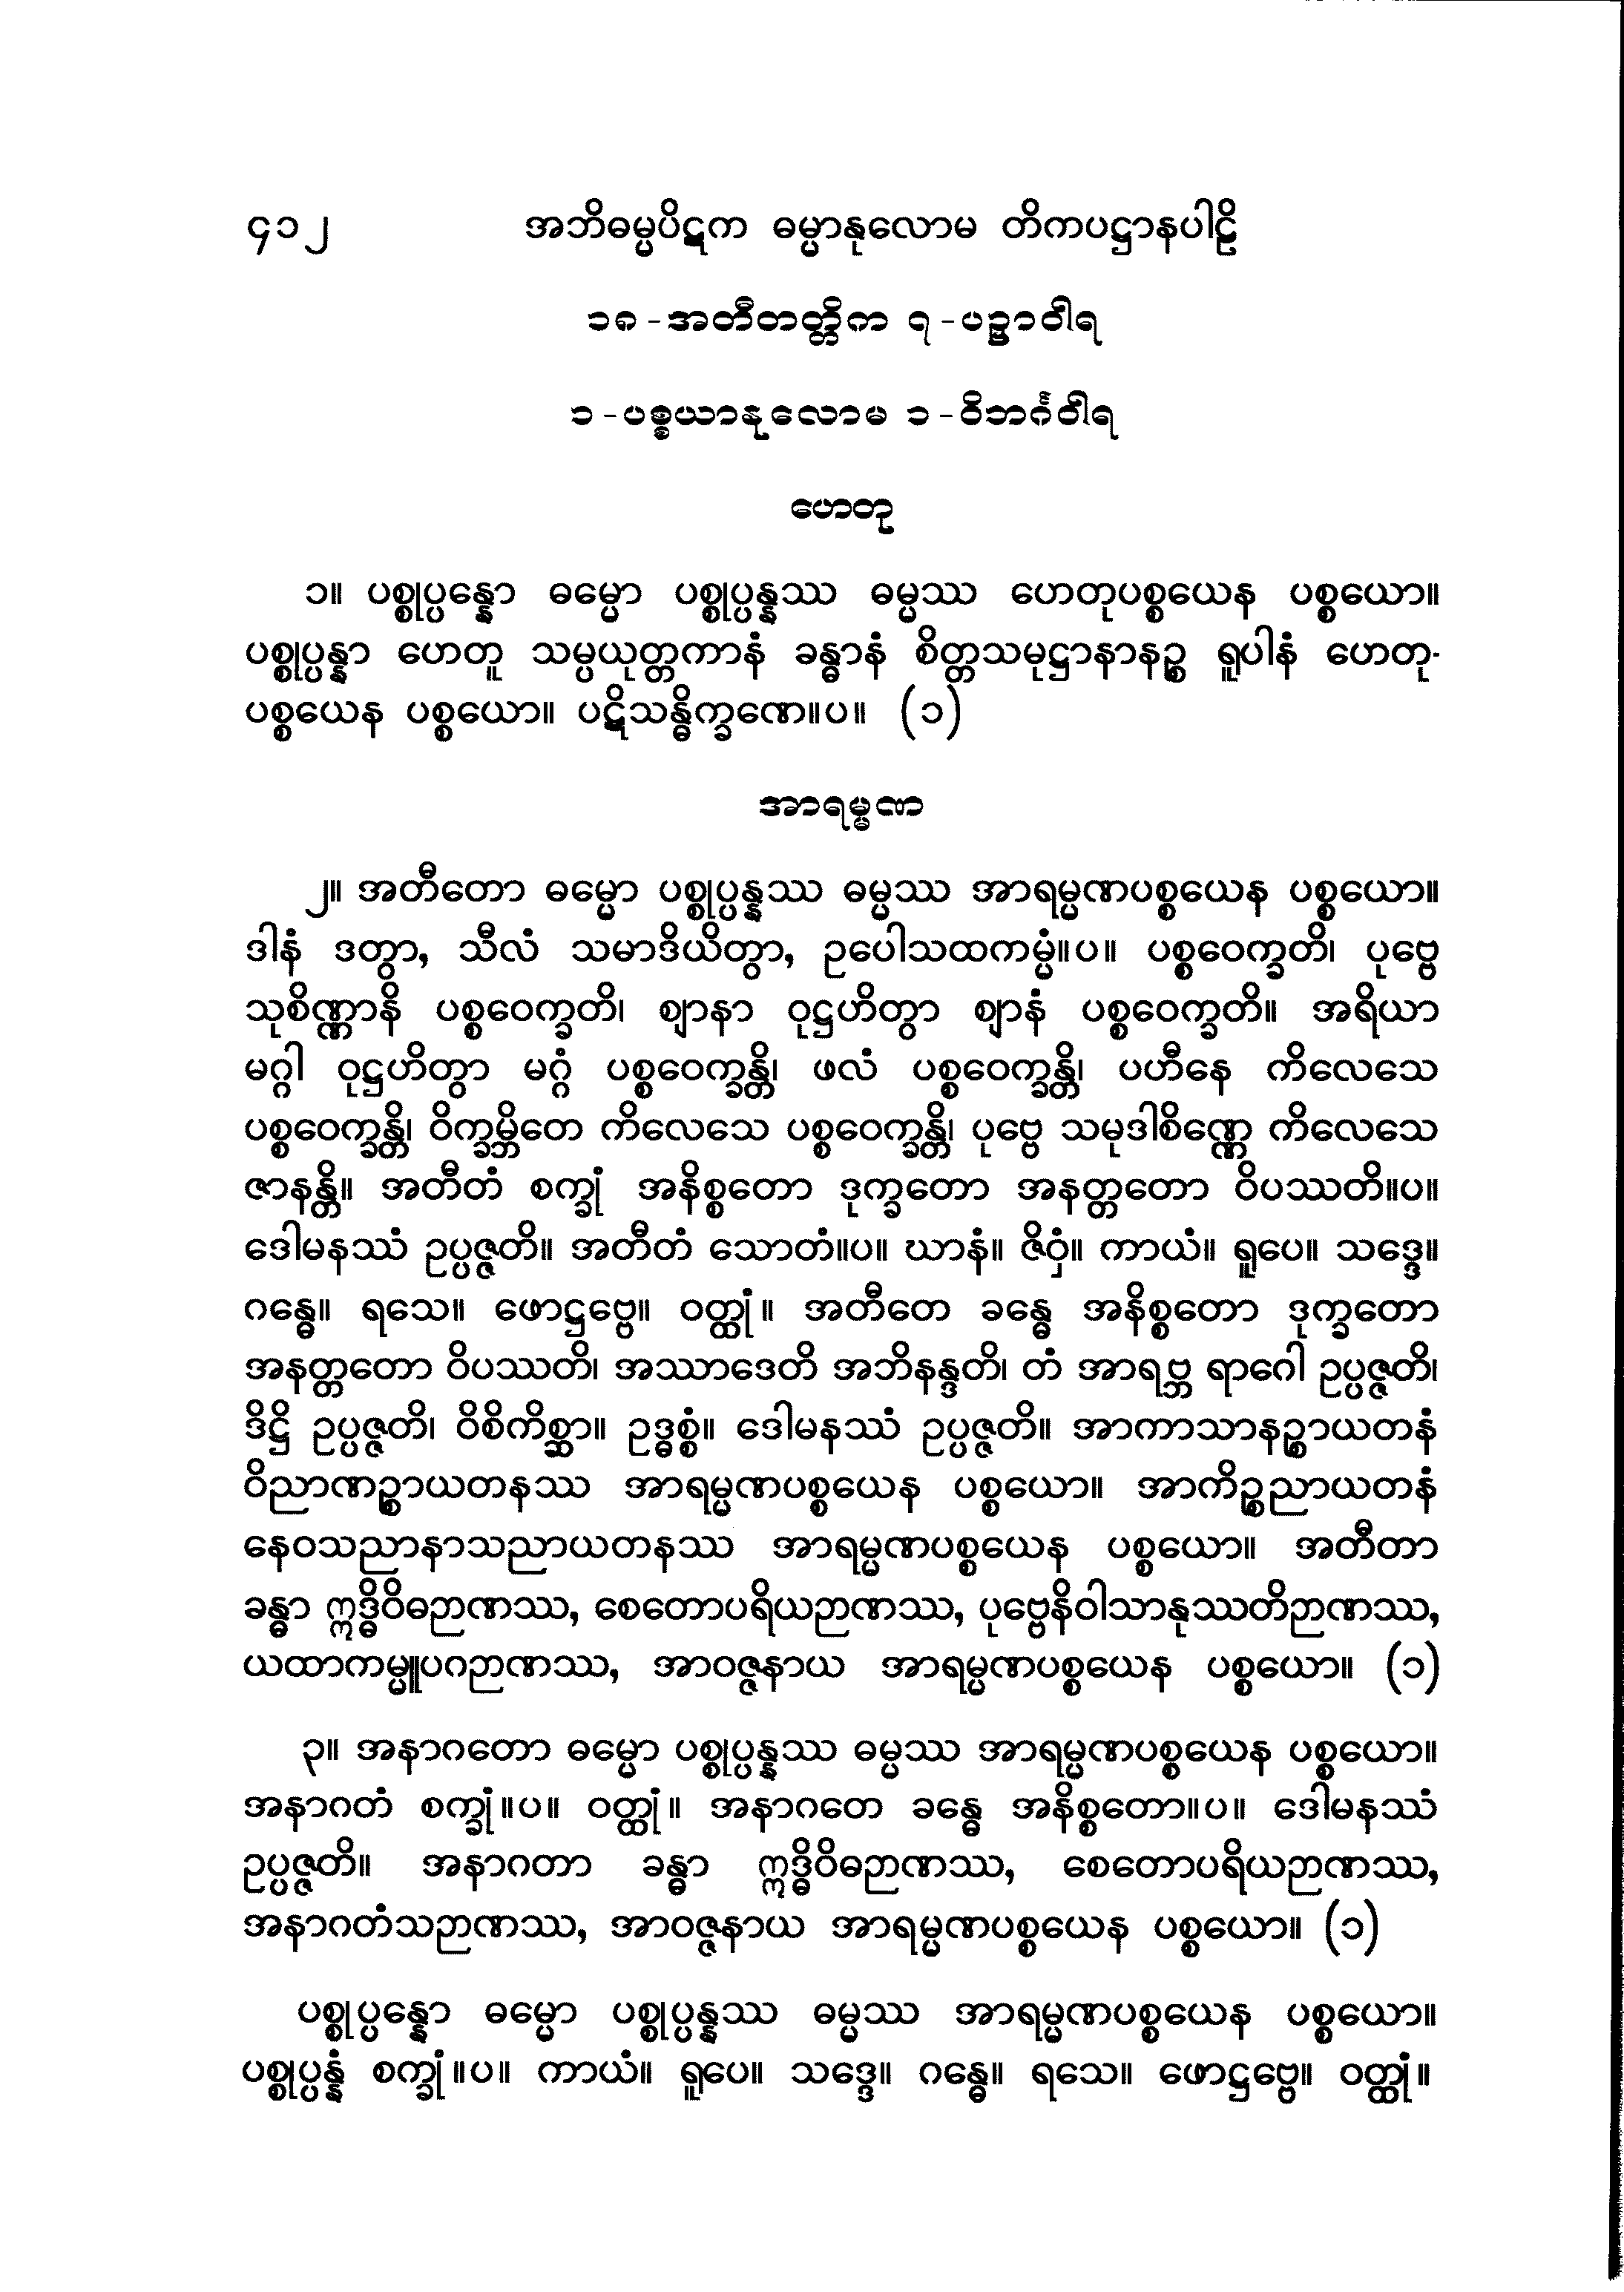 ၄၁၂ အဘိဓမ္မပိဋက ဓမ္မာနုလောမ တိကပဋ္ဌာနပါဠိ
၁၈-အတီတတ္တိက ၇-ပဉ္ဟာဝါရ
၁-ပစ္စယာနုလောမ ၁-ဝိဘင်္ဂဝါရ
ဟေတု
၁။ ပစ္စုပ္ပန္နော ဓမ္မော ပစ္စုပ္ပန္နဿ ဓမ္မဿ ဟေတုပစ္စယေန ပစ္စယော။
ပစ္စုပ္ပန္နာ ဟေတူ သမ္ပယုတ္တကာနံ ခန္ဓာနံ စိတ္တသမုဋ္ဌာနာနဉ္စ ရူပါနံ ဟေတု-
ပစ္စယေန ပစ္စယော။ ပဋိသန္ဓိက္ခဏေ။ပ။ (၁)
အာရမ္မဏ
၂။ အတီတော ဓမ္မော ပစ္စုပ္ပန္နဿ ဓမ္မဿ အာရမ္မဏပစ္စယေန ပစ္စယော။
ဒါနံ ဒတွာ, သီလံ သမာဒိယိတွာ, ဥပေါသထကမ္မံ။ပ။ ပစ္စဝေက္ခတိ၊ ပုဗ္ဗေ
သုစိဏ္ဏာနိ ပစ္စဝေက္ခတိ၊ ဈာနာ ဝုဋ္ဌဟိတွာ ဈာနံ ပစ္စဝေက္ခတိ။ အရိယာ
မဂ္ဂါ ဝုဋ္ဌဟိတွာ မဂ္ဂံ ပစ္စဝေက္ခန္တိ၊ ဖလံ ပစ္စဝေက္ခန္တိ၊ ပဟီနေ ကိလေသေ
ပစ္စဝေက္ခန္တိ၊ ဝိက္ခမ္ဘိတေ ကိလေသေ ပစ္စဝေက္ခန္တိ၊ ပုဗ္ဗေ သမုဒါစိဏ္ဏေ ကိလေသေ
ဇာနန္တိ။ အတီတံ စက္ခုံ အနိစ္စတော ဒုက္ခတော အနတ္တတော ဝိပဿတိ။ပ။
ဒေါမနဿံ ဥပ္ပဇ္ဇတိ။ အတီတံ သောတံ။ပ။ ဃာနံ။ ဇိဝှံ။ ကာယံ။ ရူပေ။ သဒ္ဒေ။
ဂန္ဓေ။ ရသေ။ ဖောဋ္ဌဗ္ဗေ။ ဝတ္ထုံ။ အတီတေ ခန္ဓေ အနိစ္စတော ဒုက္ခတော
အနတ္တတော ဝိပဿတိ၊ အဿာဒေတိ အဘိနန္ဒတိ၊ တံ အာရဗ္ဘ ရာဂေါ ဥပ္ပဇ္ဇတိ၊
ဒိဋ္ဌိ ဥပ္ပဇ္ဇတိ၊ ဝိစိကိစ္ဆာ။ ဥဒ္ဓစ္စံ။ ဒေါမနဿံ ဥပ္ပဇ္ဇတိ။ အာကာသာနဉ္စာယတနံ
ဝိညာဏဉ္စာယတနဿ အာရမ္မဏပစ္စယေန ပစ္စယော။ အာကိဉ္စညာယတနံ
နေဝသညာနာသညာယတနဿ အာရမ္မဏပစ္စယေန ပစ္စယော။ အတီတာ
ခန္ဓာ ဣဒ္ဓိဝိဓဉာဏဿ, စေတောပရိယဉာဏဿ, ပုဗ္ဗေနိဝါသာနုဿတိဉာဏဿ,
ယထာကမ္မူပဂဉာဏဿ, အာဝဇ္ဇနာယ အာရမ္မဏပစ္စယေန ပစ္စယော။ (၁)
၃။ အနာဂတော ဓမ္မော ပစ္စုပ္ပန္နဿ ဓမ္မဿ အာရမ္မဏပစ္စယေန ပစ္စယော။
အနာဂတံ စက္ခုံ။ပ။ ဝတ္ထုံ။ အနာဂတေ ခန္ဓေ အနိစ္စတော။ပ။ ဒေါမနဿံ
ဥပ္ပဇ္ဇတိ။ အနာဂတာ ခန္ဓာ ဣဒ္ဓိဝိဓဉာဏဿ, စေတောပရိယဉာဏဿ,
အနာဂတံသဉာဏဿ, အာဝဇ္ဇနာယ အာရမ္မဏပစ္စယေန ပစ္စယော။ (၁)
ပစ္စုပ္ပန္နော ဓမ္မော ပစ္စုပ္ပန္နဿ ဓမ္မဿ အာရမ္မဏပစ္စယေန ပစ္စယော။
ပစ္စုပ္ပန္နံ စက္ခုံ။ပ။ ကာယံ။ ရူပေ။ သဒ္ဒေ။ ဂန္ဓေ။ ရသေ။ ဖောဋ္ဌဗ္ဗေ။ ဝတ္ထုံ။